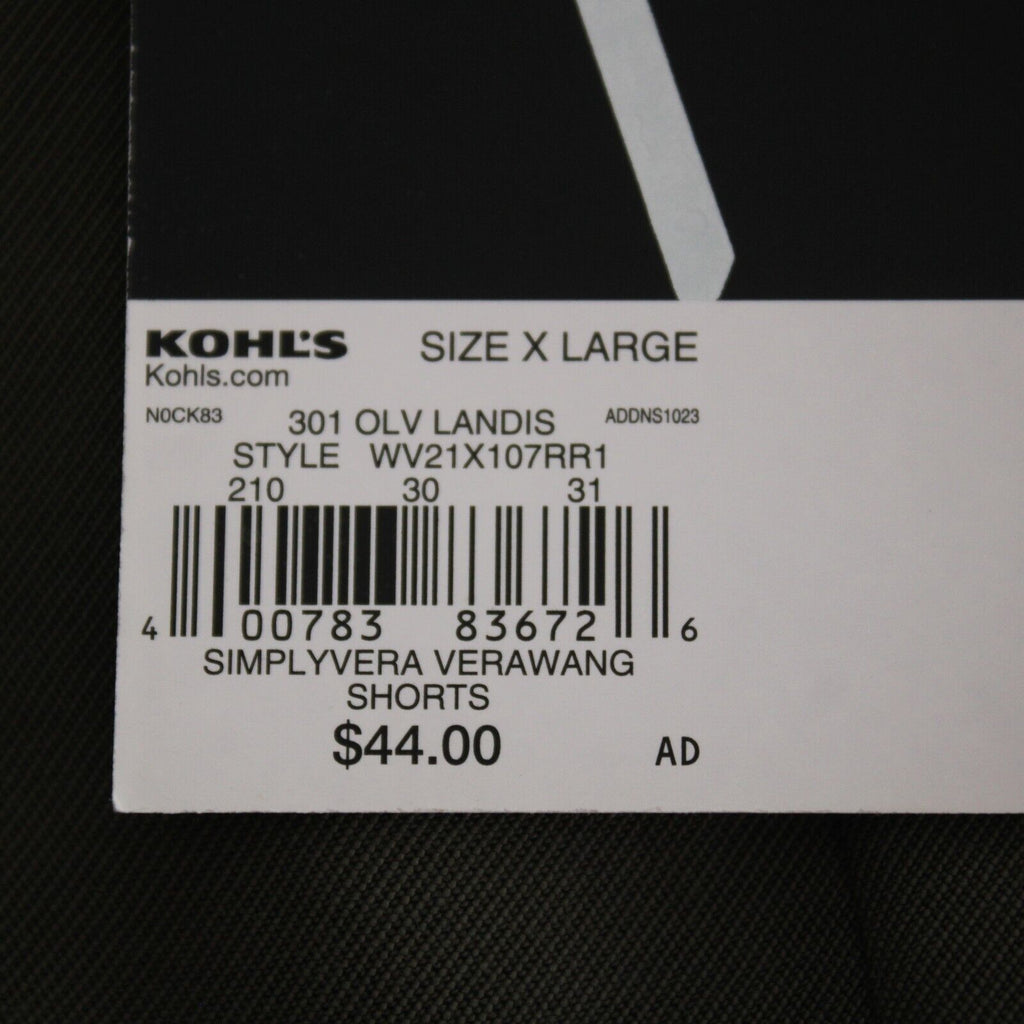 KOHL'S SIZE X LARGE
Kohls.com
N0CK83 301 OLV LANDIS ADDNS1023
STYLE WV21X107RR1
210 30 31
4 00783 83672 6
SIMPLYVERA VERAWANG
SHORTS
$44.00 AD